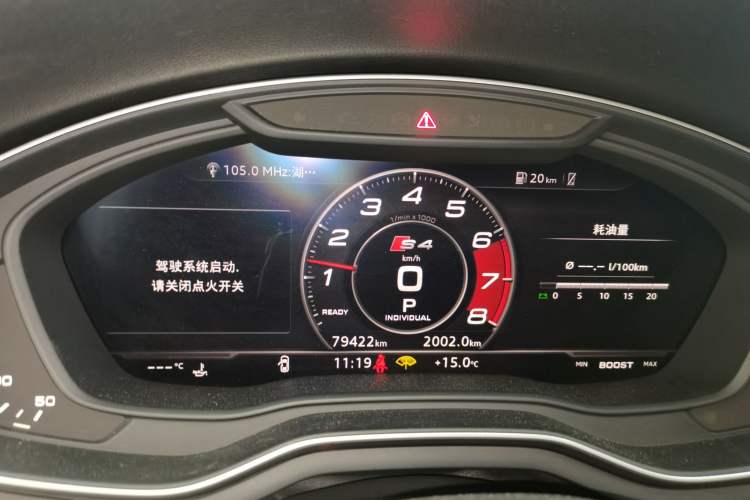 105.0 MHz:湖…
20 km
驾驶系统启动.
请关闭点火开关
1 2 3 4 5 6 7 8
1/min x 1000
S4
km/h
0
P
READY
INDIVIDUAL
耗油量
Ø --.- l/100km
0 5 10 15 20
79422km
2002.0km
---°C
11:19
+15.0°C
MIN BOOST MAX
50